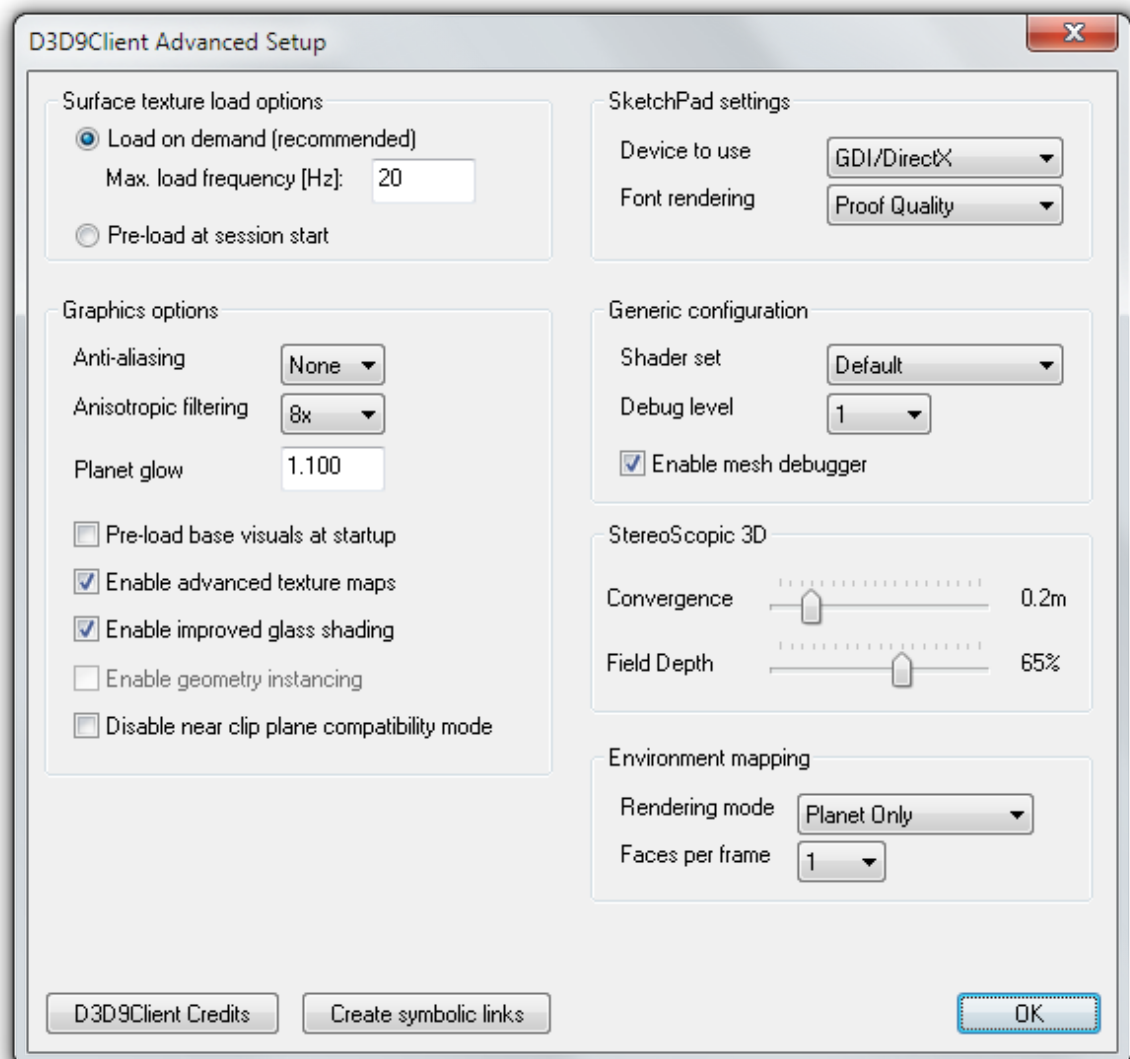 D3D9Client Advanced Setup
Surface texture load options
Load on demand (recommended)
Max. load frequency [Hz]: 20
Pre-load at session start
SketchPad settings
Device to use GDI/DirectX
Font rendering Proof Quality
Graphics options
Anti-aliasing None
Anisotropic filtering 8x
Planet glow 1.100
Pre-load base visuals at startup
Enable advanced texture maps
Enable improved glass shading
Enable geometry instancing
Disable near clip plane compatibility mode
Generic configuration
Shader set Default
Debug level 1
Enable mesh debugger
StereoScopic 3D
Convergence 0.2m
Field Depth 65%
Environment mapping
Rendering mode Planet Only
Faces per frame 1
D3D9Client Credits
Create symbolic links
OK